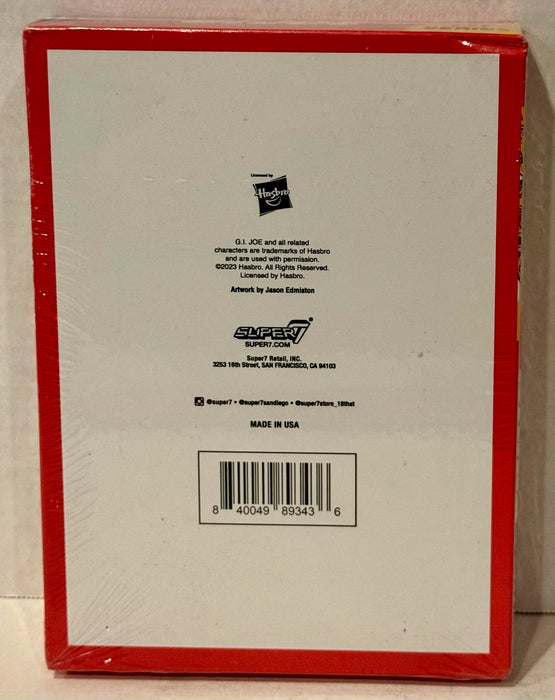 Licensed by
Hasbro
G.I. JOE and all related
characters are trademarks of Hasbro
and are used with permission.
©2023 Hasbro. All Rights Reserved.
Licensed by Hasbro.
Artwork by Jason Edmiston
SUPER7®
SUPER7.COM
Super7 Retail, INC.
3253 16th Street, SAN FRANCISCO, CA 94103
@super7 • @super7sandiego • @super7store_16thst
MADE IN USA
8 40049 89343 6